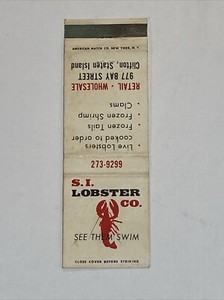 AMERICAN MATCH CO. NEW YORK, N. Y.
Clifton, Staten Island
977 BAY STREET
RETAIL • WHOLESALE
• Clams
• Frozen Shrimp
• Frozen Tails
cooked to order
• Live Lobsters
273-9299
S.I.
LOBSTER
CO.
SEE THEM SWIM
CLOSE COVER BEFORE STRIKING